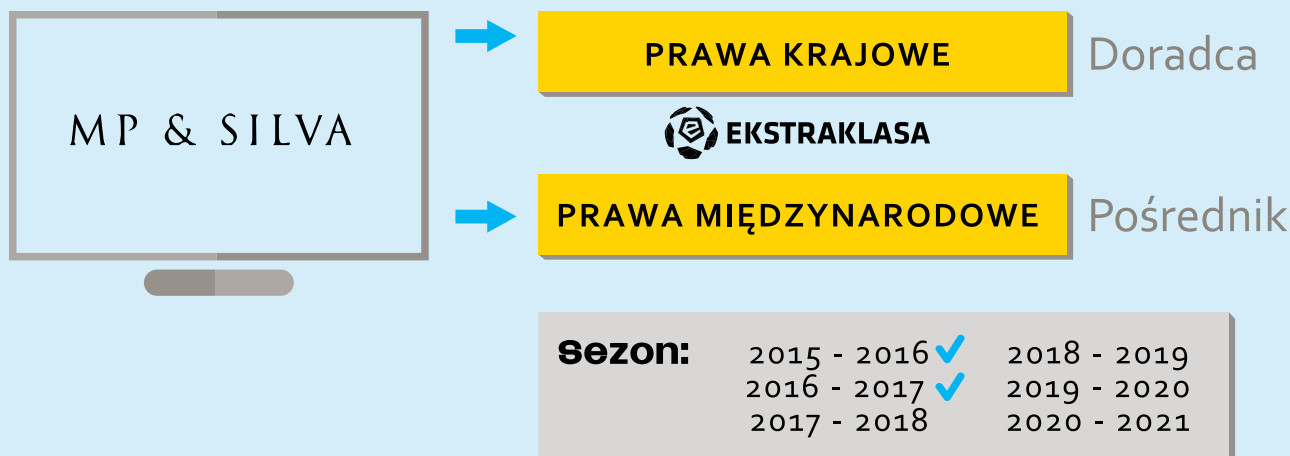 MP & SILVA
PRAWA KRAJOWE
Doradca
EKSTRAKLASA
PRAWA MIĘDZYNARODOWE
Pośrednik
Sezon:
2015 - 2016
2018 - 2019
2016 - 2017
2019 - 2020
2017 - 2018
2020 - 2021